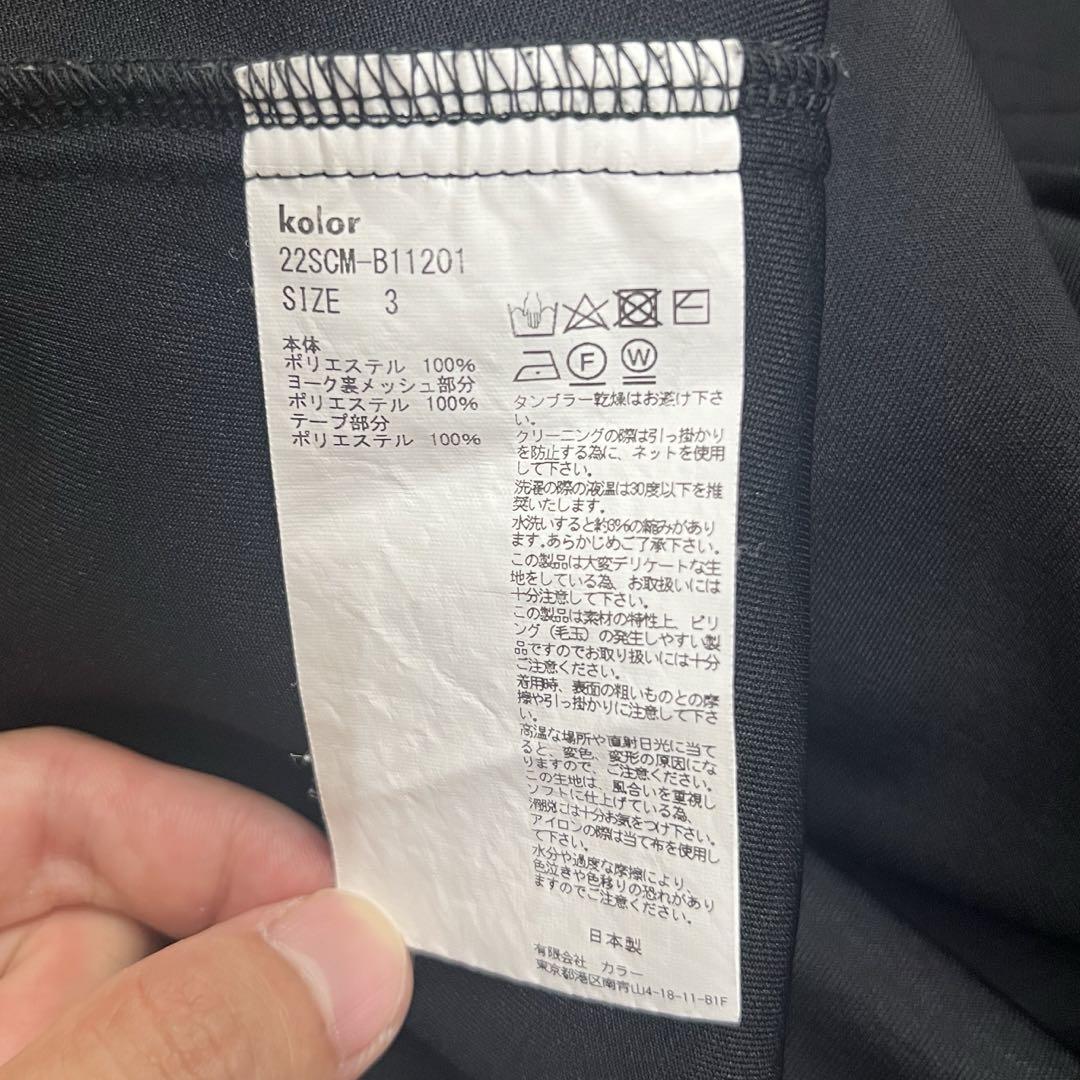 kolor
22SCM-B11201
SIZE 3
本体
ポリエステル 100%
ヨーク裏メッシュ部分
ポリエステル 100%
テープ部分
ポリエステル 100%
F W
タンブラー乾燥はお避け下さ
い。
クリーニングの際は引っ掛かり
を防止する為に、ネットを使用
して下さい。
洗濯の際の液温は30度以下を推
奨いたします。
水洗いすると約3%の縮みがあり
ます。あらかじめご了承下さい。
この製品は大変デリケートな生
地をしている為、お取扱いには
十分注意して下さい。
この製品は素材の特性上、ピリ
ング(毛玉)の発生しやすい製
品ですのでお取り扱いには十分
ご注意ください。
着用時、表面の粗いものとの摩
擦や引っ掛かりに注意して下さ
い。
高温な場所や直射日光に当て
ると、変色、変形の原因にな
りますので、ご注意ください。
この生地は、風合いを重視し
ソフトに仕上げている為、
滑脱には十分お気をつけ下さい。
アイロンの際は当て布を使用し
て下さい。
水分や過度な摩擦により、
色泣きや色移りの恐れがあり
ますのでご注意ください。
日本製
有限会社 カラー
東京都港区南青山4-18-11-B1F